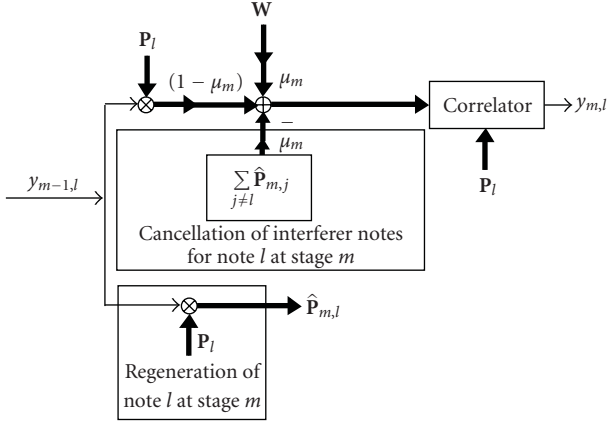 W
P_l
(1 − μ_m)
μ_m
−
μ_m
Correlator
y_{m,l}
P_l
y_{m−1,l}
∑_{j≠l} P̂_{m,j}
Cancellation of interferer notes
for note l at stage m
P̂_{m,l}
P_l
Regeneration of
note l at stage m